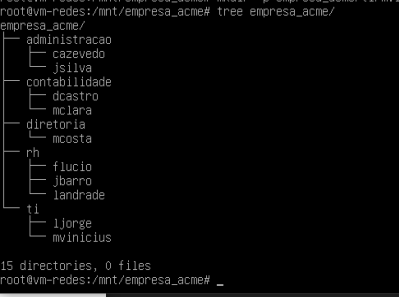 root@vm-redes:/mnt/empresa_acme# tree empresa_acme/
empresa_acme/
├── administracao
│   ├── cazevedo
│   └── jsilva
├── contabilidade
│   ├── dcastro
│   └── mclara
├── diretoria
│   └── mcosta
├── rh
│   ├── flucio
│   ├── jbarro
│   └── landrade
└── ti
    ├── ljorge
    └── mvinicius
15 directories, 0 files
root@vm-redes:/mnt/empresa_acme# _